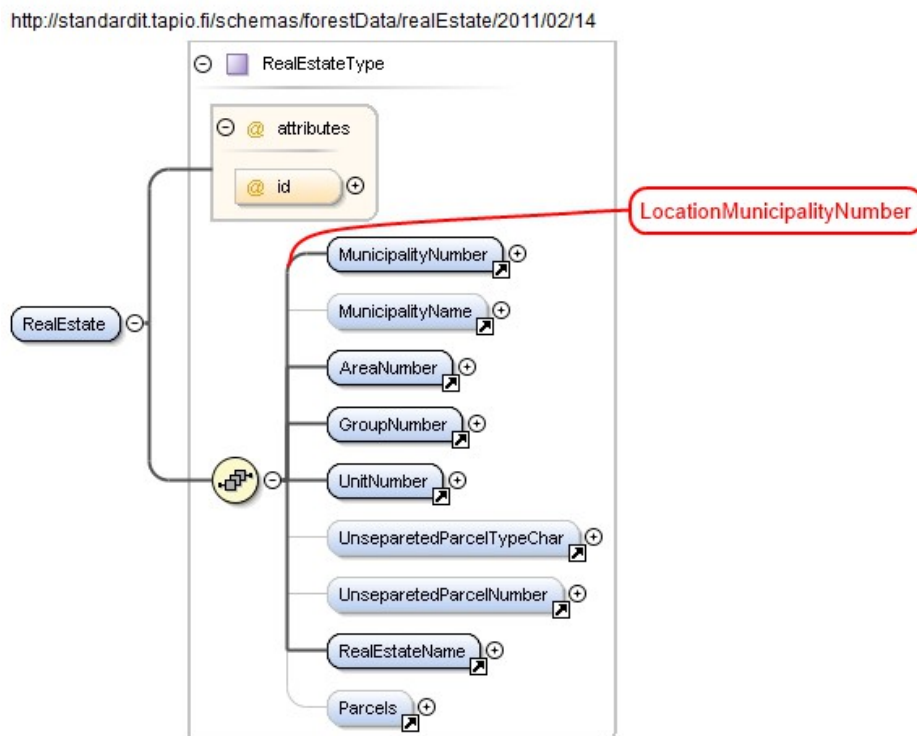 http://standardit.tapio.fi/schemas/forestData/realEstate/2011/02/14
RealEstateType
@ attributes
@ id
LocationMunicipalityNumber
MunicipalityNumber
MunicipalityName
RealEstate
AreaNumber
GroupNumber
UnitNumber
UnseparetedParcelTypeChar
UnseparetedParcelNumber
RealEstateName
Parcels